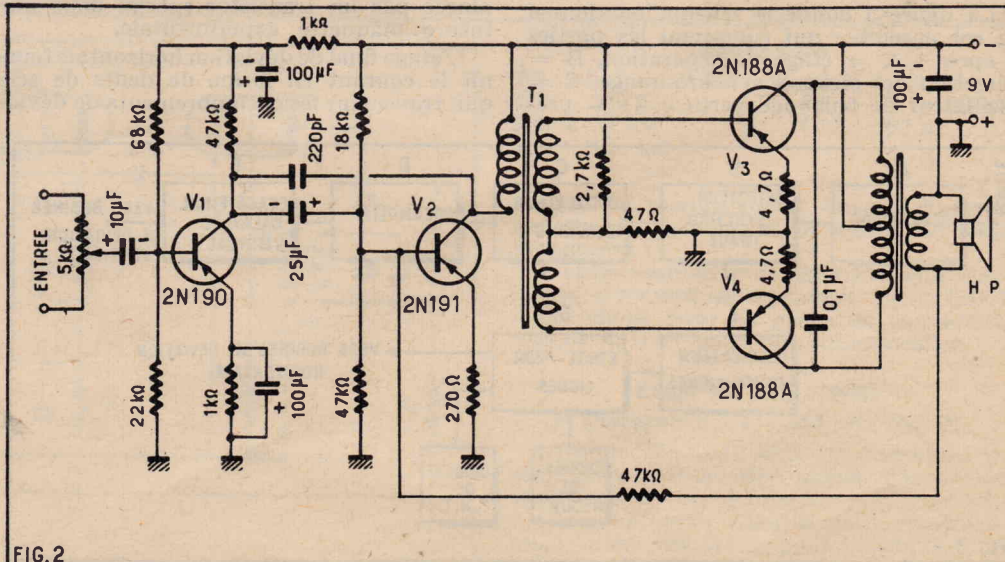 1kΩ
100µF
+
68kΩ
47kΩ
220pF
18kΩ
T1
2N188A
100µF
−
9V
+
ENTREE
5kΩ
10µF
+ -
V1
25µF
- +
V2
2,7kΩ
V3
4,7Ω
47Ω
4,7Ω
V4
0,1µF
HP
2N190
2N191
2N188A
22kΩ
1kΩ
-
+
100µF
47kΩ
270Ω
47kΩ
FIG.2